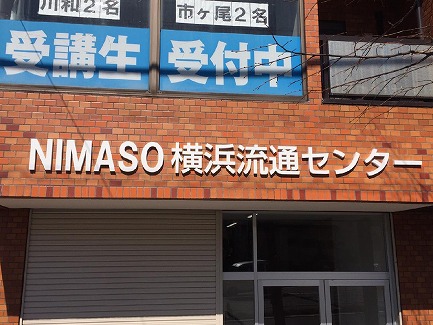 川和2名
市ヶ尾2名
受講生
受付中
NIMASO 横浜流通センター